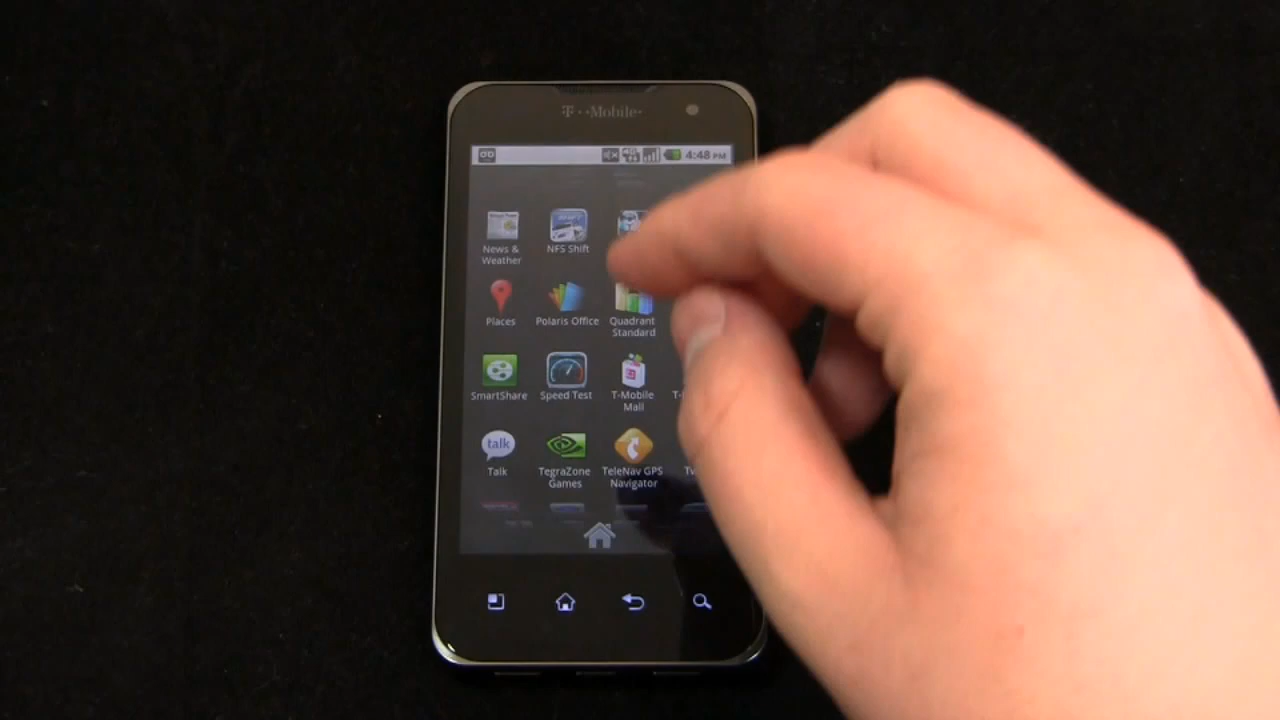 T··Mobile·
4:48 PM
News &
Weather
NFS Shift
Places
Polaris Office
Quadrant
Standard
SmartShare
Speed Test
T-Mobile
Mall
talk
Talk
TegraZone
Games
TeleNav GPS
Navigator